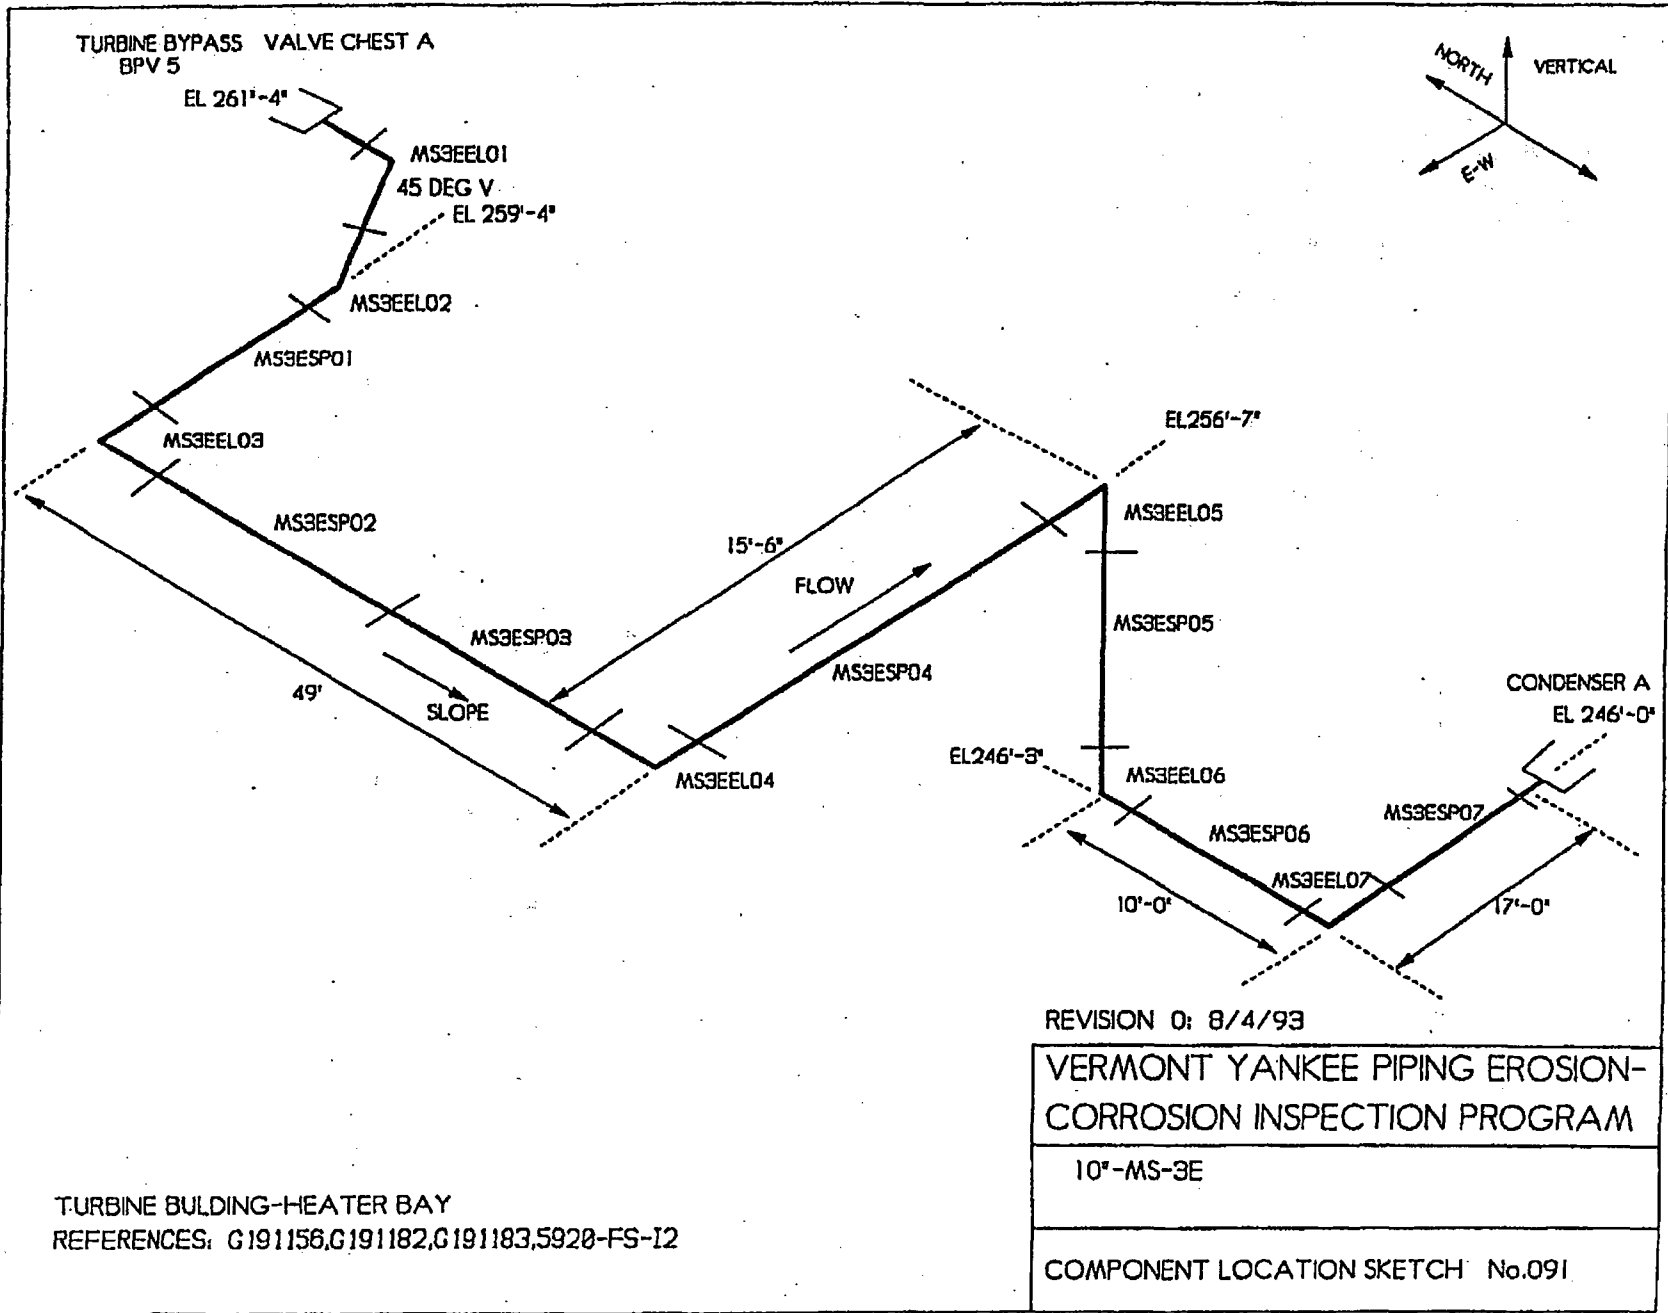 TURBINE BYPASS VALVE CHEST A
BPV 5
EL 261'-4"
NORTH
VERTICAL
E-W
MS3EEL01
45 DEG V
EL 259'-4"
MS3EEL02
MS3ESP01
MS3EEL03
EL256'-7"
MS3ESP02
MS3EEL05
15'-6"
FLOW
MS3ESP05
MS3ESP03
MS3ESP04
49'
SLOPE
CONDENSER A
EL 246'-0"
EL246'-3"
MS3EEL04
MS3EEL06
MS3ESP07
MS3ESP06
MS3EEL07
10'-0"
17'-0"
REVISION 0: 8/4/93
VERMONT YANKEE PIPING EROSION-
CORROSION INSPECTION PROGRAM
10"-MS-3E
TURBINE BULDING-HEATER BAY
REFERENCES: G191156,G191182,G191183,5920-FS-I2
COMPONENT LOCATION SKETCH No.091